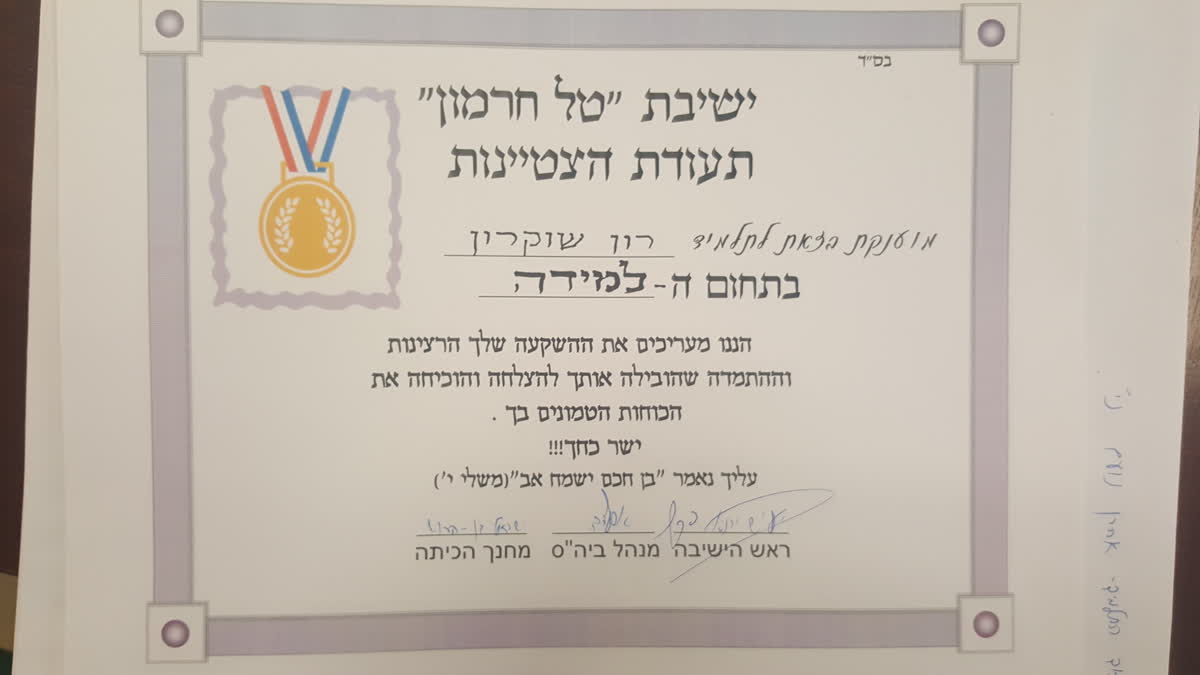 בס״ד
ישיבת ״טל חרמון״
תעודת הצטיינות
מוענקת בזאת לתלמיד רון שוקרון
בתחום ה-למידה
הננו מעריכים את ההשקעה שלך הרצינות
וההתמדה שהובילה אותך להצלחה והוכיחה את
הכוחות הטמונים בך .
ישר כחך!!!
עליך נאמר ״בן חכם ישמח אב״(משלי י׳)
ראש הישיבה מנהל ביה"ס מחנך הכיתה